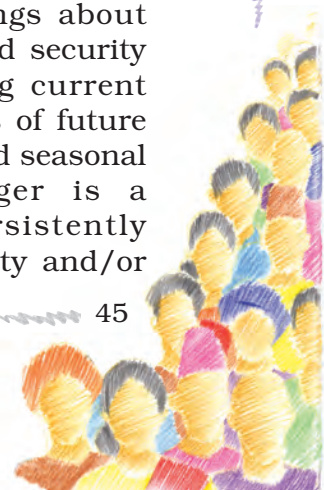 ngs about
d security
g current
of future
d seasonal
ger is a
rsistently
ty and/or
45